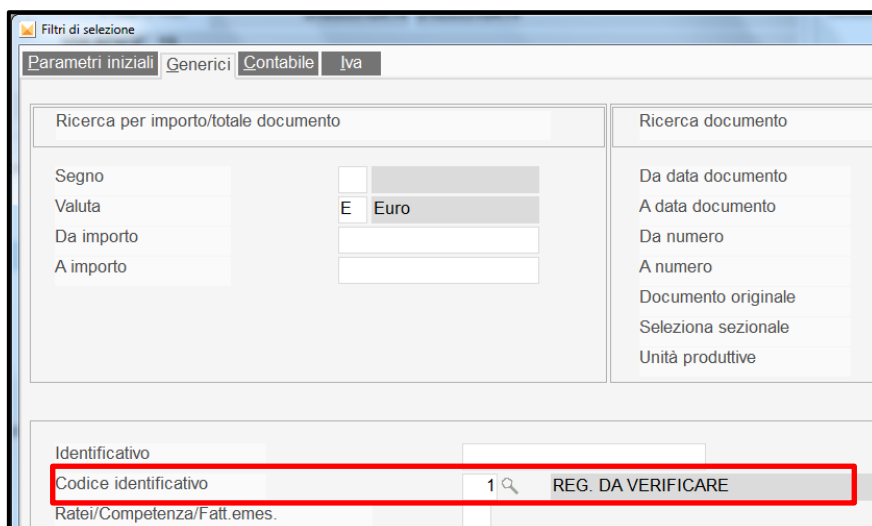 Filtri di selezione
Parametri iniziali Generici Contabile Iva
Ricerca per importo/totale documento
Segno
Valuta E Euro
Da importo
A importo
Ricerca documento
Da data documento
A data documento
Da numero
A numero
Documento originale
Seleziona sezionale
Unità produttive
Identificativo
Codice identificativo 1 REG. DA VERIFICARE
Ratei/Competenza/Fatt.emes.